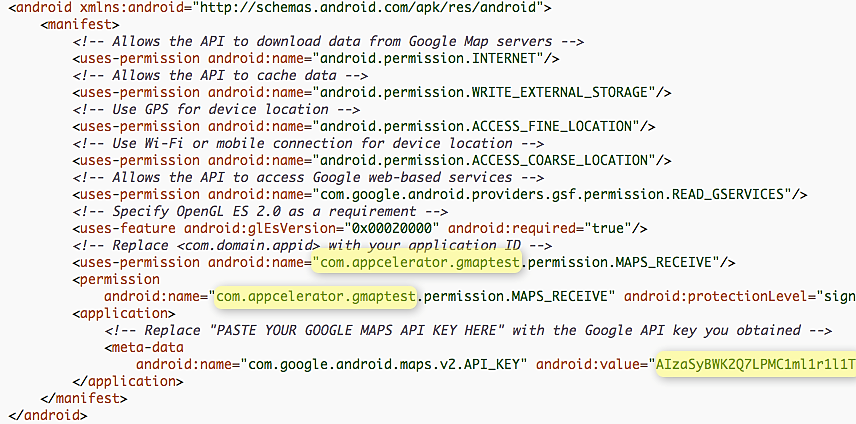 <android xmlns:android="http://schemas.android.com/apk/res/android">
<manifest>
<!-- Allows the API to download data from Google Map servers -->
<uses-permission android:name="android.permission.INTERNET"/>
<!-- Allows the API to cache data -->
<uses-permission android:name="android.permission.WRITE_EXTERNAL_STORAGE"/>
<!-- Use GPS for device location -->
<uses-permission android:name="android.permission.ACCESS_FINE_LOCATION"/>
<!-- Use Wi-Fi or mobile connection for device location -->
<uses-permission android:name="android.permission.ACCESS_COARSE_LOCATION"/>
<!-- Allows the API to access Google web-based services -->
<uses-permission android:name="com.google.android.providers.gsf.permission.READ_GSERVICES"/>
<!-- Specify OpenGL ES 2.0 as a requirement -->
<uses-feature android:glEsVersion="0x00020000" android:required="true"/>
<!-- Replace <com.domain.appid> with your application ID -->
<uses-permission android:name="com.appcelerator.gmaptest.permission.MAPS_RECEIVE"/>
<permission
android:name="com.appcelerator.gmaptest.permission.MAPS_RECEIVE" android:protectionLevel="sign
<application>
<!-- Replace "PASTE YOUR GOOGLE MAPS API KEY HERE" with the Google API key you obtained -->
<meta-data
android:name="com.google.android.maps.v2.API_KEY" android:value="AIzaSyBWKZQ7LPMC1ml1r1l1T
</application>
</manifest>
</android>